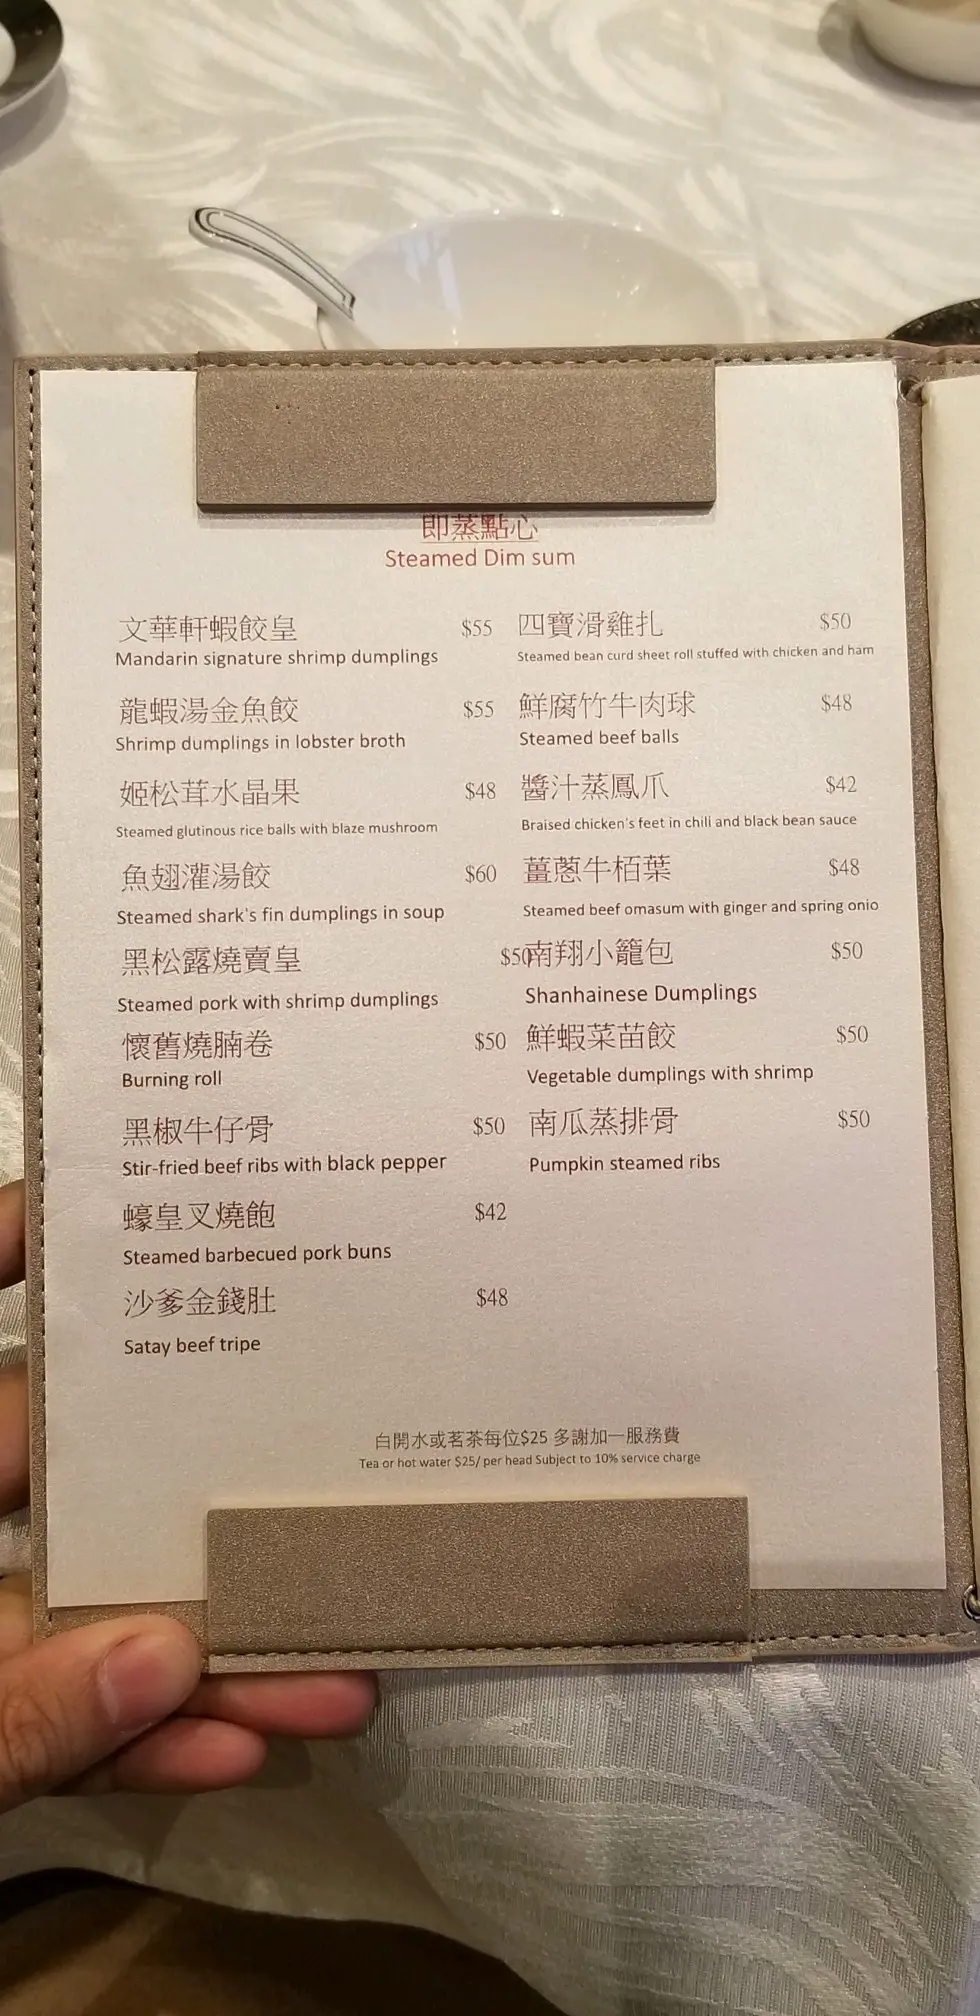 即蒸點心
Steamed Dim sum
文華軒蝦餃皇 $55
Mandarin signature shrimp dumplings
龍蝦湯金魚餃 $55
Shrimp dumplings in lobster broth
姬松茸水晶果 $48
Steamed glutinous rice balls with blaze mushroom
魚翅灌湯餃 $60
Steamed shark's fin dumplings in soup
黑松露燒賣皇 $50
Steamed pork with shrimp dumplings
懷舊燒腩卷 $50
Burning roll
黑椒牛仔骨 $50
Stir-fried beef ribs with black pepper
蠔皇叉燒飽 $42
Steamed barbecued pork buns
沙爹金錢肚 $48
Satay beef tripe
四寶滑雞扎 $50
Steamed bean curd sheet roll stuffed with chicken and ham
鮮腐竹牛肉球 $48
Steamed beef balls
醬汁蒸鳳爪 $42
Braised chicken's feet in chili and black bean sauce
薑蔥牛栢葉 $48
Steamed beef omasum with ginger and spring onio
南翔小籠包 $50
Shanhainese Dumplings
鮮蝦菜苗餃 $50
Vegetable dumplings with shrimp
南瓜蒸排骨 $50
Pumpkin steamed ribs
白開水或茗茶每位$25 多謝加一服務費
Tea or hot water $25/ per head Subject to 10% service charge